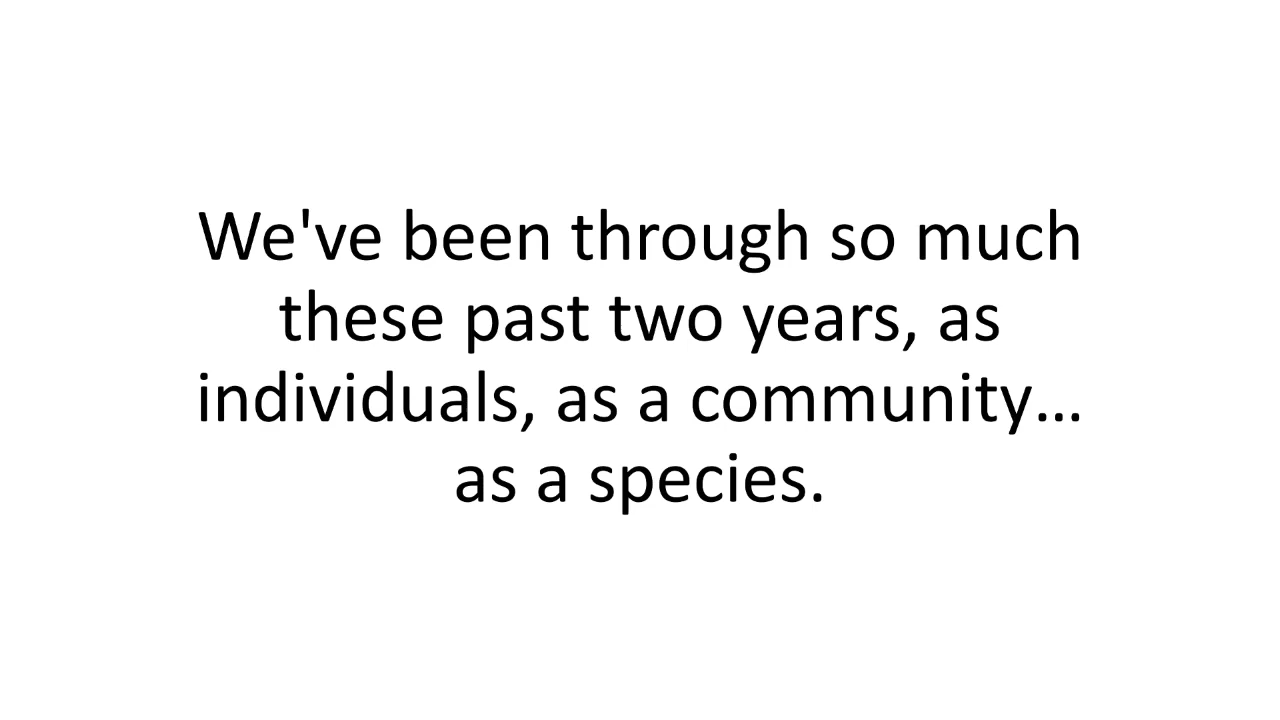 We've been through so much
these past two years, as
individuals, as a community…
as a species.